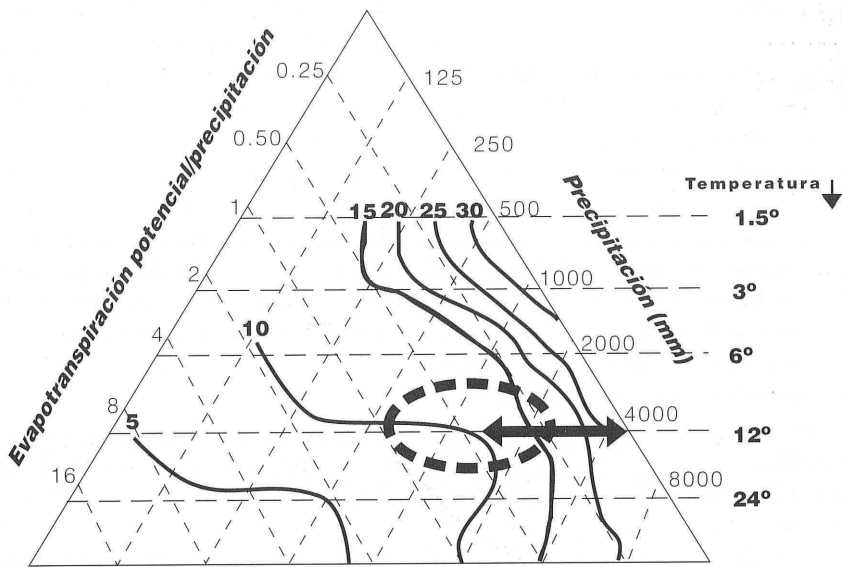 Evapotranspiración potencial/precipitación
0.25
0.50
1
2
4
8
16
125
250
500
1000
2000
4000
8000
Precipitación (mm)
Temperatura
1.5º
3º
6º
12º
24º
15
20
25
30
10
5